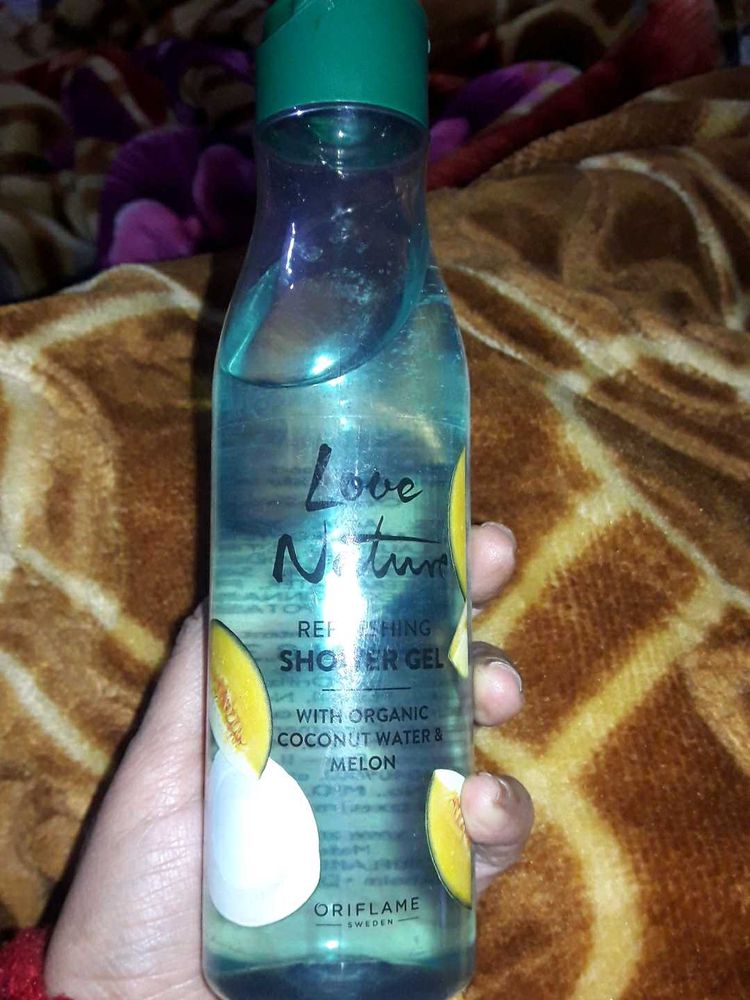 Love
Nature
REFRESHING
SHOWER GEL
WITH ORGANIC
COCONUT WATER &
MELON
ORIFLAME
SWEDEN